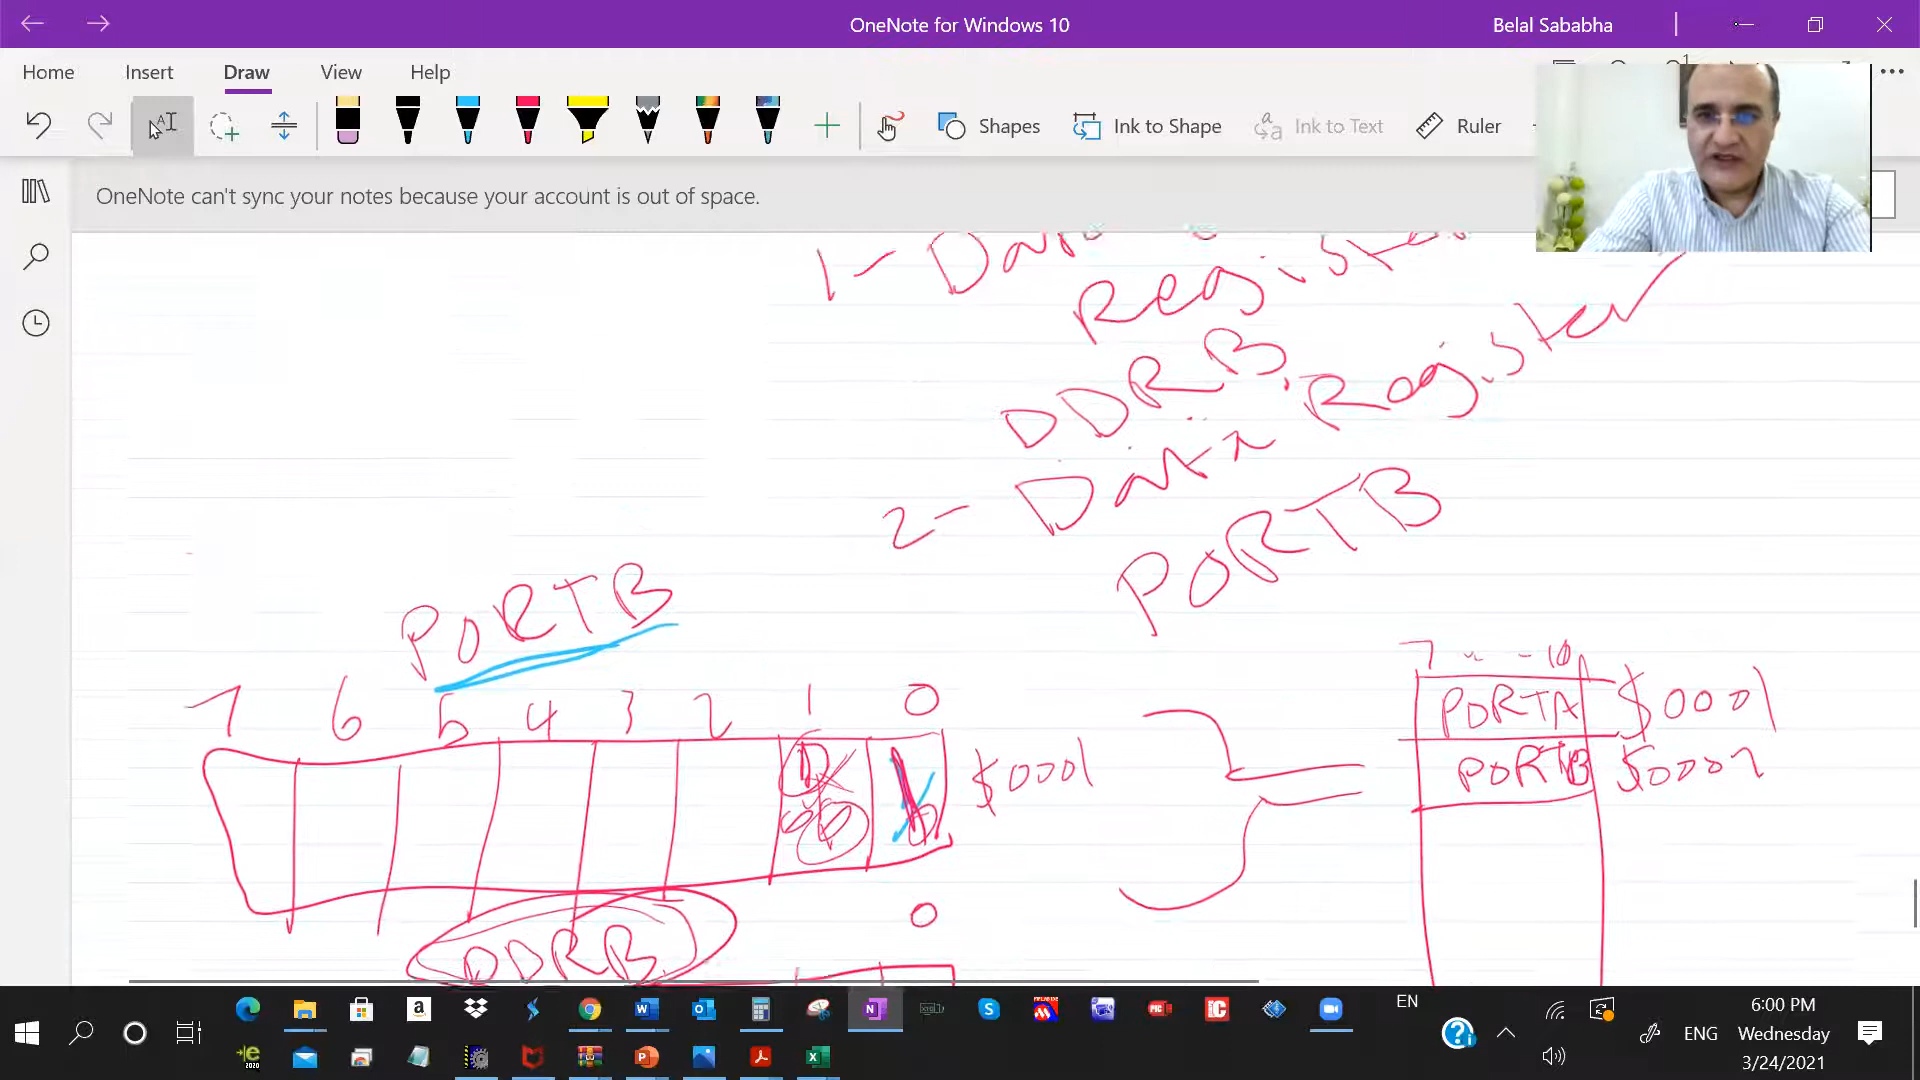 OneNote for Windows 10
Belal Sababha
Home Insert Draw View Help
Shapes Ink to Shape Ink to Text Ruler
OneNote can't sync your notes because your account is out of space.
1- Data
Register
DDRB.
2- Data Register
PORTB
PORTB
7 6 5 4 3 2 1 0
$0001
DDRB
0
7 - - 0
PORTA $0001
PORTB $0002
EN
6:00 PM
ENG Wednesday
3/24/2021